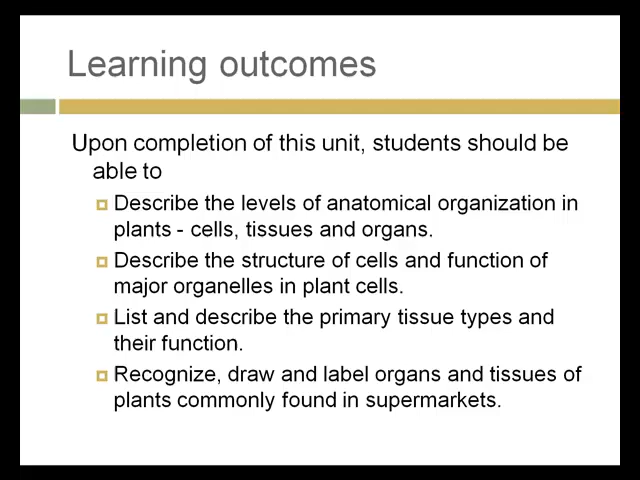 Learning outcomes
Upon completion of this unit, students should be
able to
Describe the levels of anatomical organization in
plants - cells, tissues and organs.
Describe the structure of cells and function of
major organelles in plant cells.
List and describe the primary tissue types and
their function.
Recognize, draw and label organs and tissues of
plants commonly found in supermarkets.